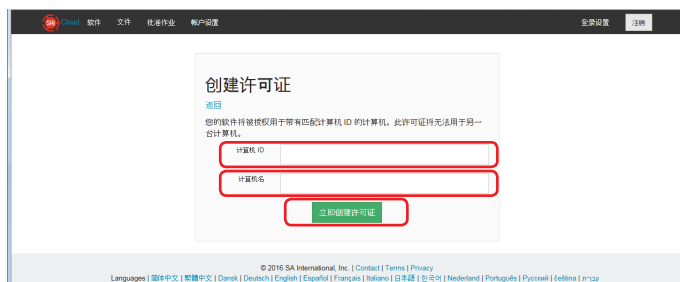 SAi Cloud 软件 文件 批准作业 帐户设置 登录设置 注销
创建许可证
返回
您的软件将被授权用于带有匹配计算机 ID 的计算机。此许可证将无法用于另一
台计算机。
计算机 ID
计算机名
立即创建许可证
© 2016 SA International, Inc. | Contact | Terms | Privacy
Languages | 简体中文 | 繁體中文 | Dansk | Deutsch | English | Español | Français | Italiano | 日本語 | 한국어 | Nederland | Português | Русский | čeština | עברית